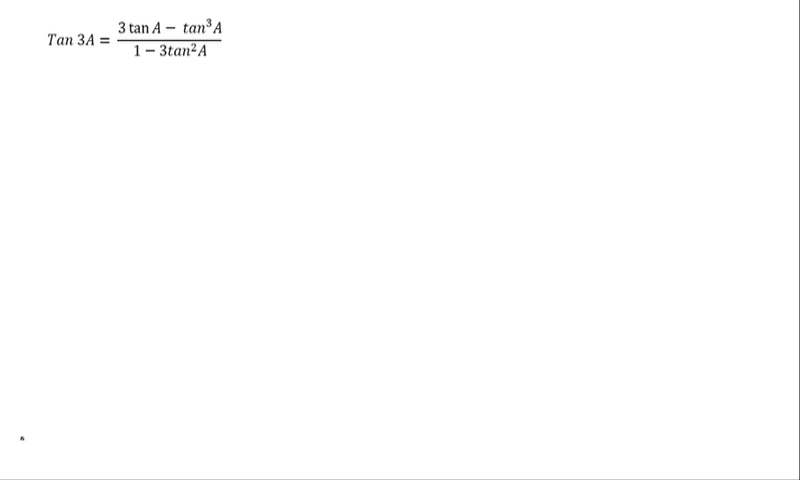 Tan 3A = (3 tan A − tan³A) / (1 − 3tan²A)